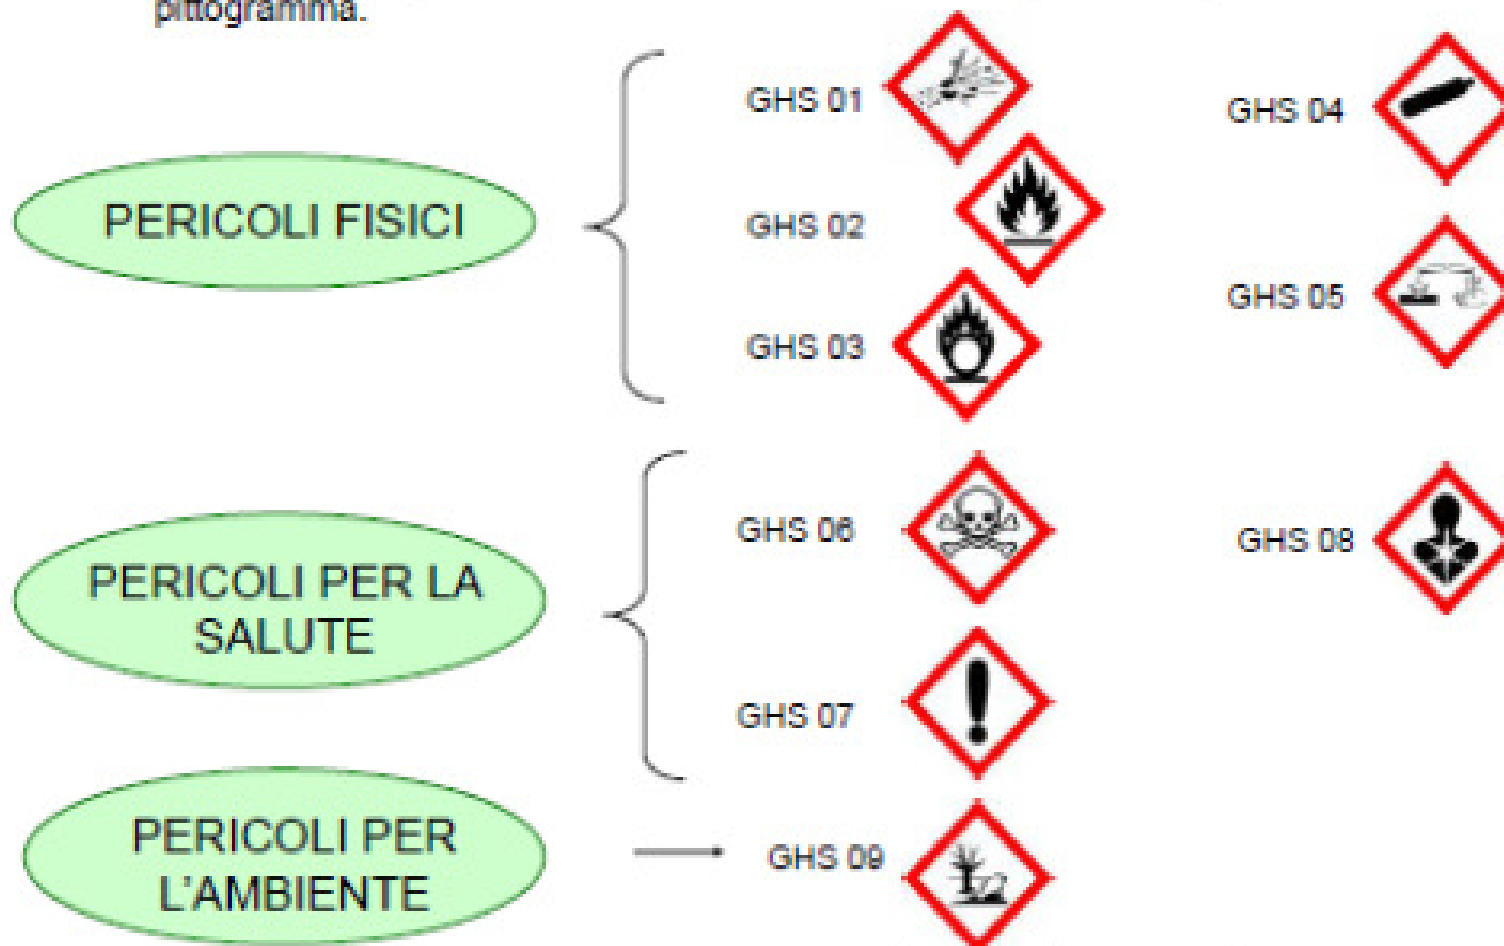 pittogramma.
GHS 01
GHS 04
PERICOLI FISICI
GHS 02
GHS 05
GHS 03
GHS 06
GHS 08
PERICOLI PER LA
SALUTE
GHS 07
PERICOLI PER
L'AMBIENTE
GHS 09